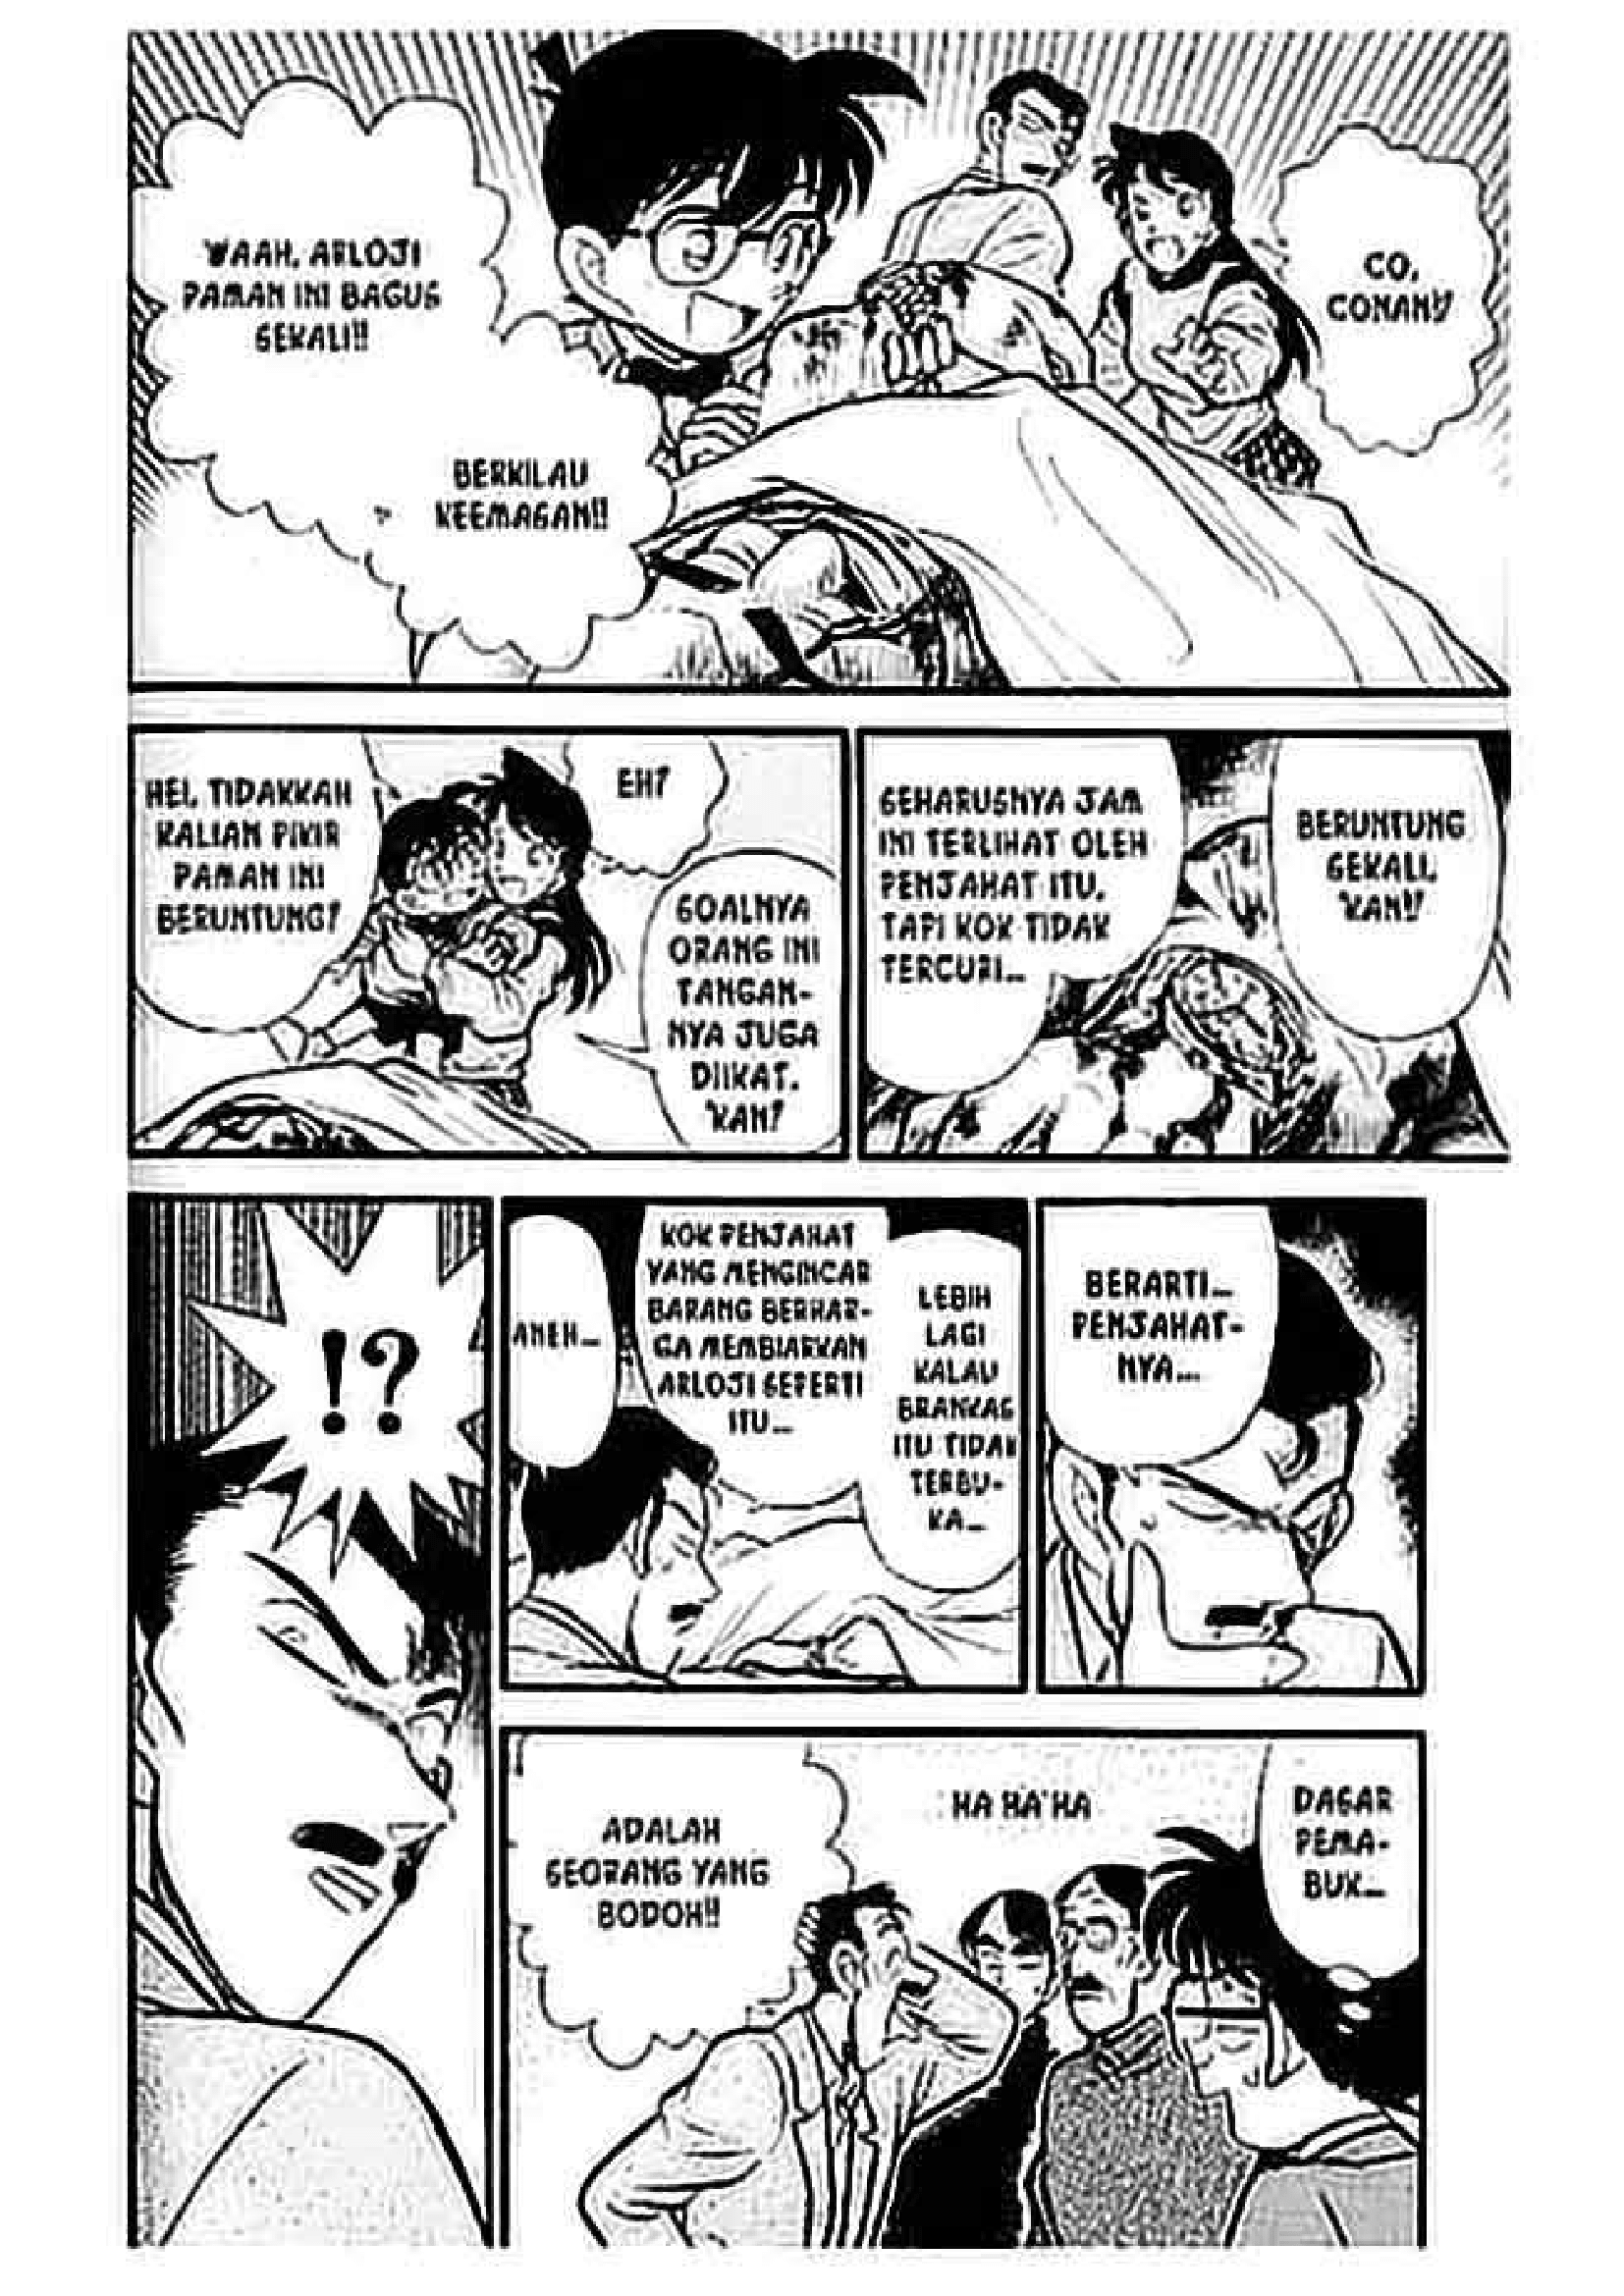 WAAH, ARLOJI
PAMAN INI BAGUS
SEKALI!!
BERKILAU
KEEMASAN!!
CO,
CONAN!!
HEI, TIDAKKAH
KALIAN PIKIR
PAMAN INI
BERUNTUNG?
EH?
SOALNYA
ORANG INI
TANGAN-
NYA JUGA
DIIKAT,
'KAN?
SEHARUSNYA JAM
INI TERLIHAT OLEH
PENJAHAT ITU,
TAPI KOK TIDAK
TERCURI...
BERUNTUNG
SEKALI,
'KAN!!
!?
ANEH...
KOK PENJAHAT
YANG MENGINCAR
BARANG BERHAR-
GA MEMBIARKAN
ARLOJI SEPERTI
ITU...
LEBIH
LAGI
KALAU
BRANKAS
ITU TIDAK
TERBU-
KA...
BERARTI...
PENJAHAT-
NYA...
ADALAH
SEORANG YANG
BODOH!!
HA HA HA
DASAR
PEMA-
BUK...